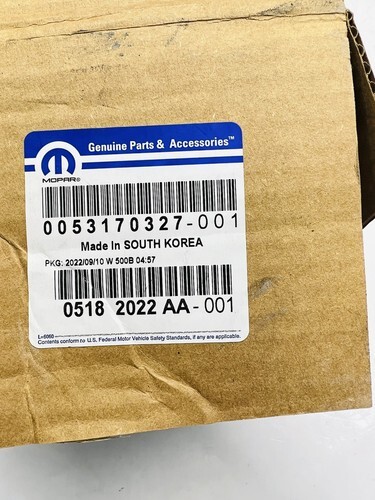 Genuine Parts & Accessories™
MOPAR®
0053170327-001
Made In SOUTH KOREA
PKG: 2022/09/10 W 500B 04:57
0518 2022 AA-001
L-6060
Contents conform to U.S. Federal Motor Vehicle Safety Standards, if any are applicable.